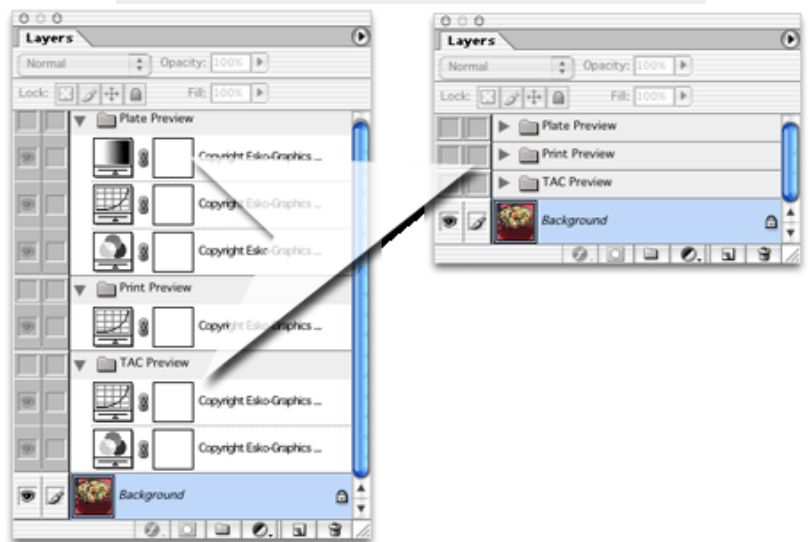 Layers
Normal
Opacity: 100%
Lock:
Fill: 100%
Plate Preview
Copyright Esko-Graphics ...
Copyright Esko-Graphics ...
Copyright Esko-Graphics ...
Print Preview
Copyright Esko-Graphics ...
TAC Preview
Copyright Esko-Graphics ...
Copyright Esko-Graphics ...
Background
Layers
Normal
Opacity: 100%
Lock:
Fill: 100%
Plate Preview
Print Preview
TAC Preview
Background